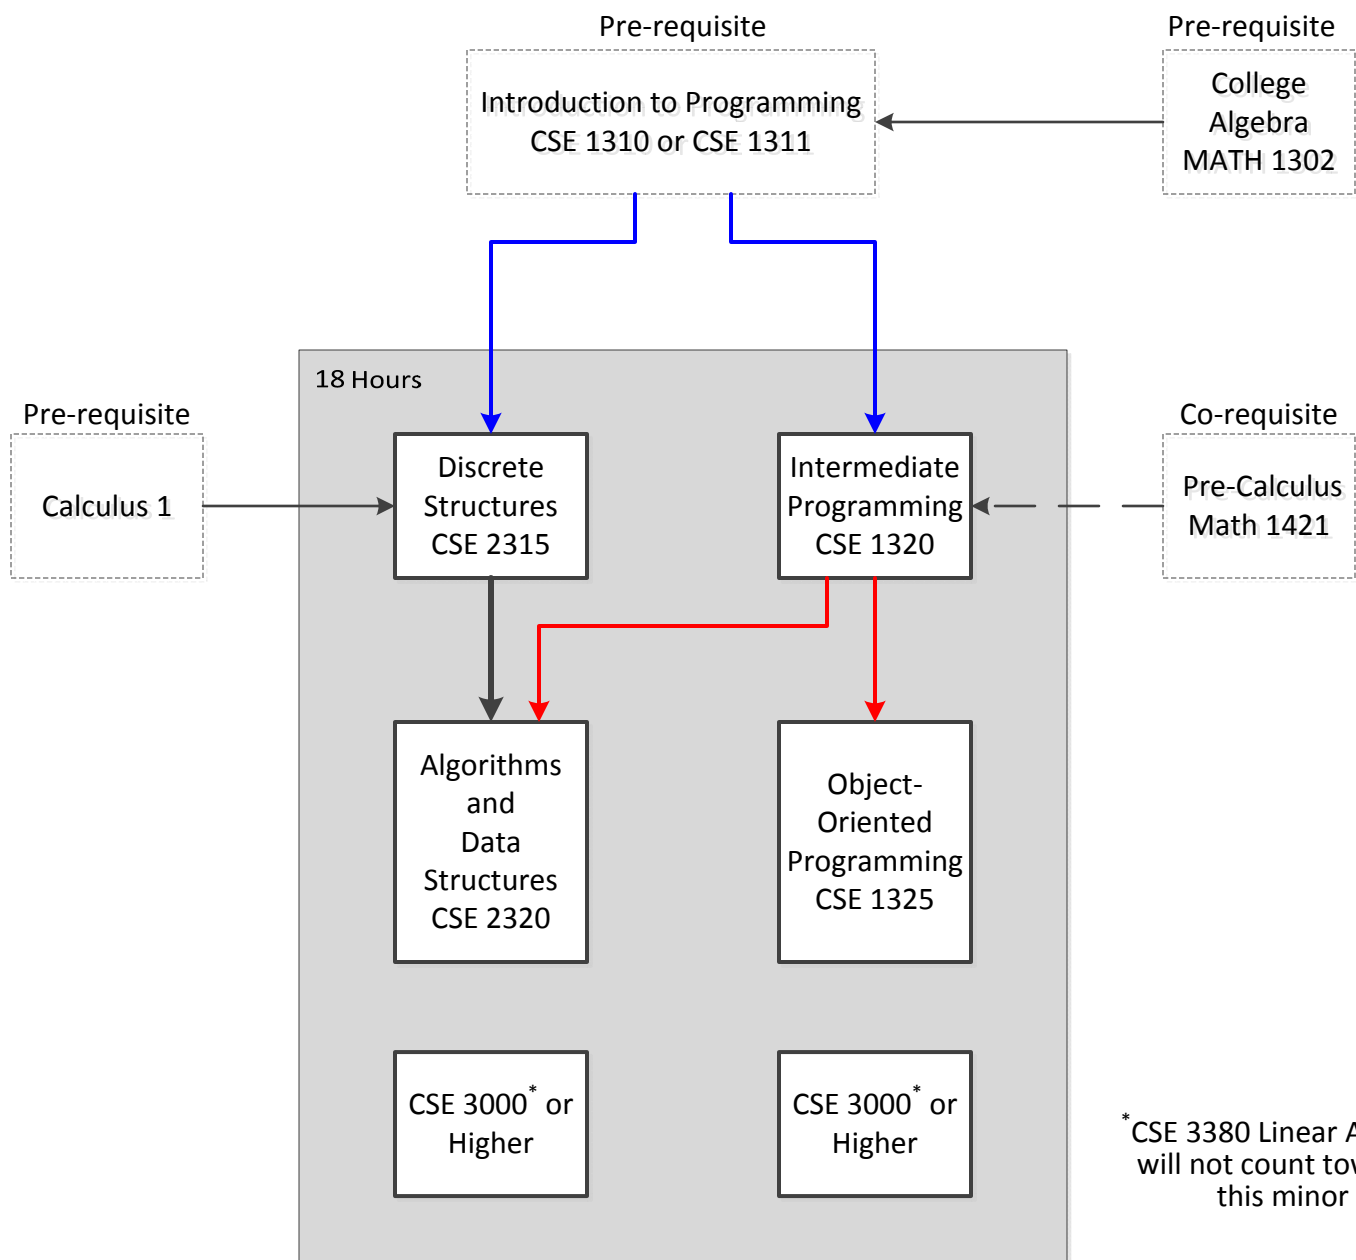 Pre-requisite
Introduction to Programming
CSE 1310 or CSE 1311
Pre-requisite
College
Algebra
MATH 1302
18 Hours
Pre-requisite
Calculus 1
Discrete
Structures
CSE 2315
Intermediate
Programming
CSE 1320
Co-requisite
Pre-Calculus
Math 1421
Algorithms
and
Data
Structures
CSE 2320
Object-
Oriented
Programming
CSE 1325
CSE 3000* or
Higher
CSE 3000* or
Higher
*CSE 3380 Linear
will not count
this minor